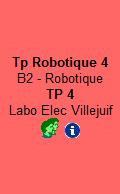 Tp Robotique 4
B2 - Robotique
TP 4
Labo Elec Villejuif
i